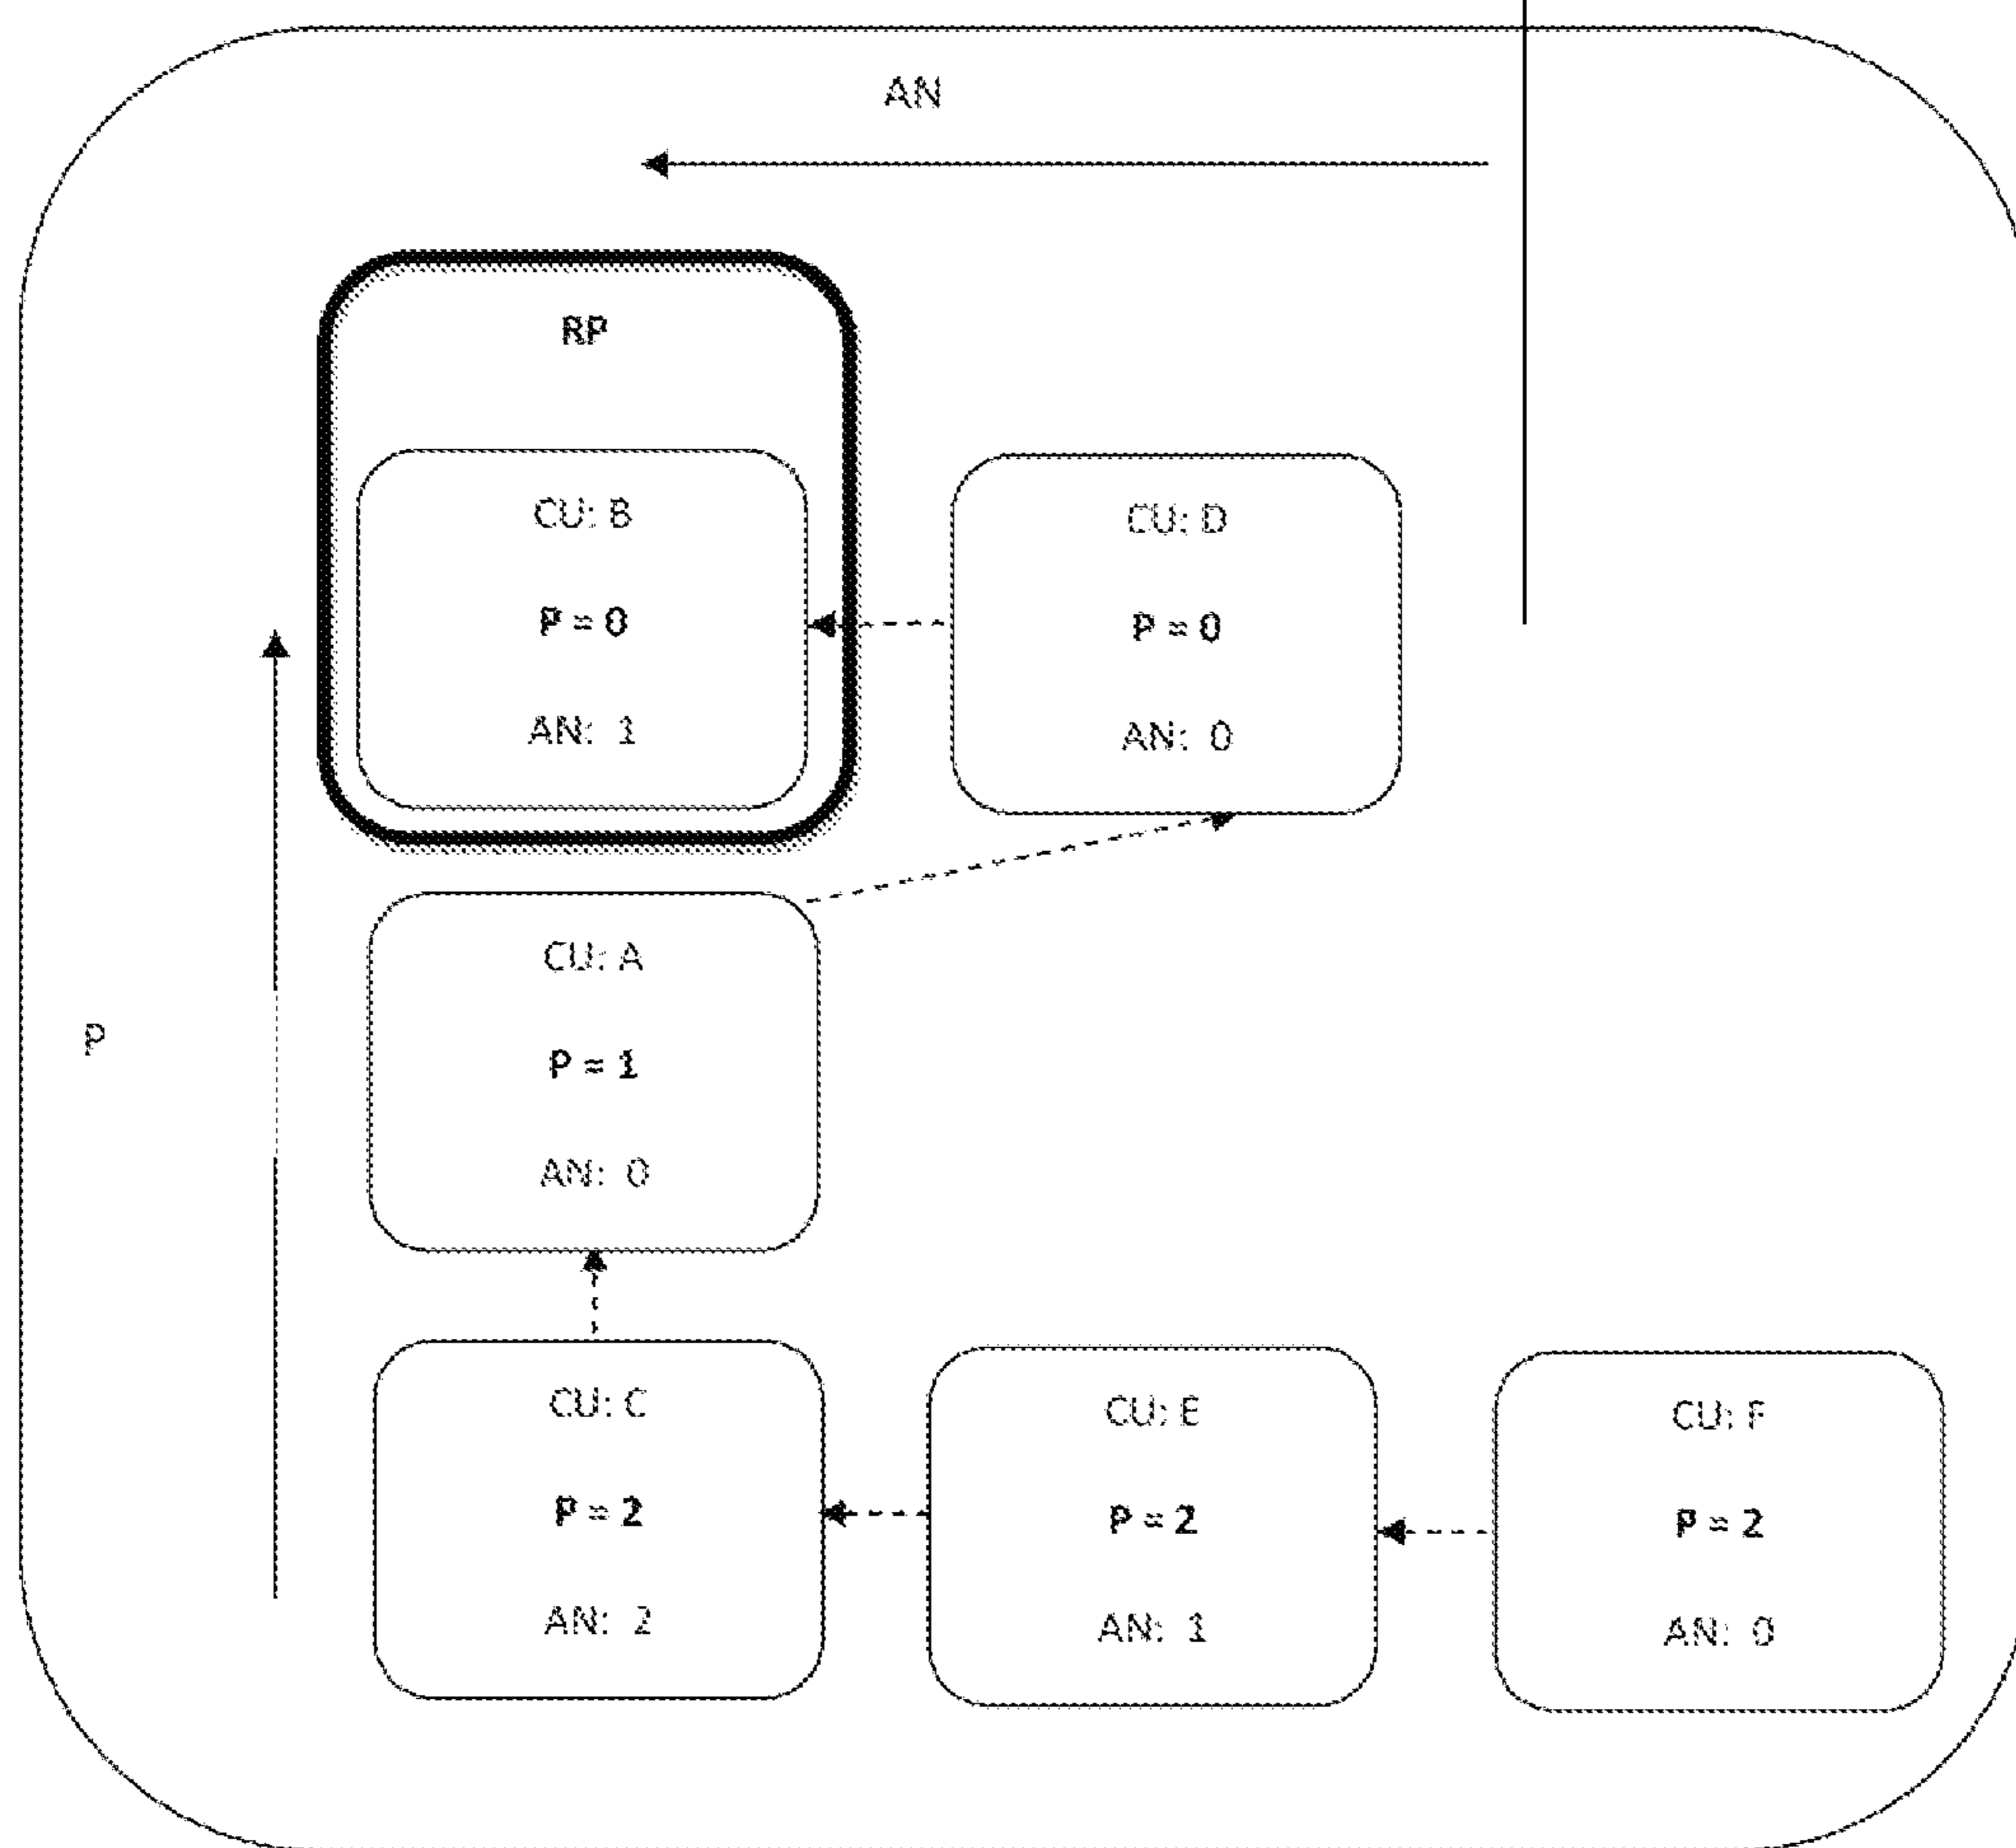 AN
RP
CU: B
P = 0
AN: 1
CU: D
P = 0
AN: 0
P
CU: A
P = 1
AN: 0
CU: C
P = 2
AN: 2
CU: E
P = 2
AN: 1
CU: F
P = 2
AN: 0